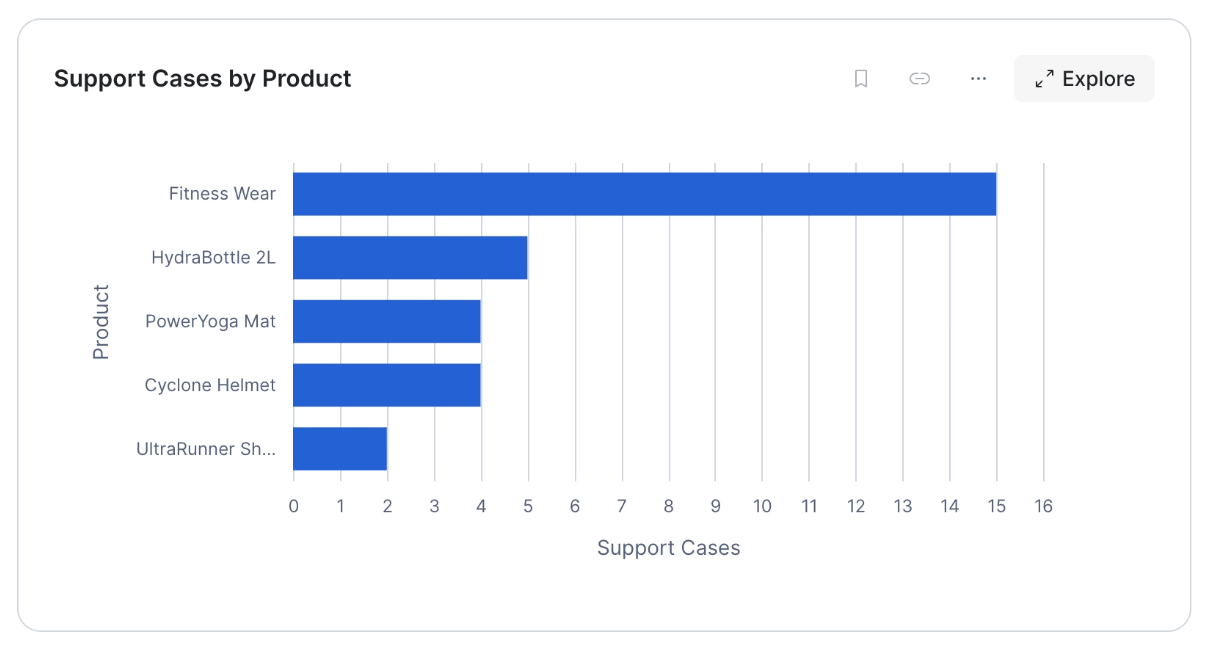 Support Cases by Product
Explore
Product
Fitness Wear
HydraBottle 2L
PowerYoga Mat
Cyclone Helmet
UltraRunner Sh...
0 1 2 3 4 5 6 7 8 9 10 11 12 13 14 15 16
Support Cases